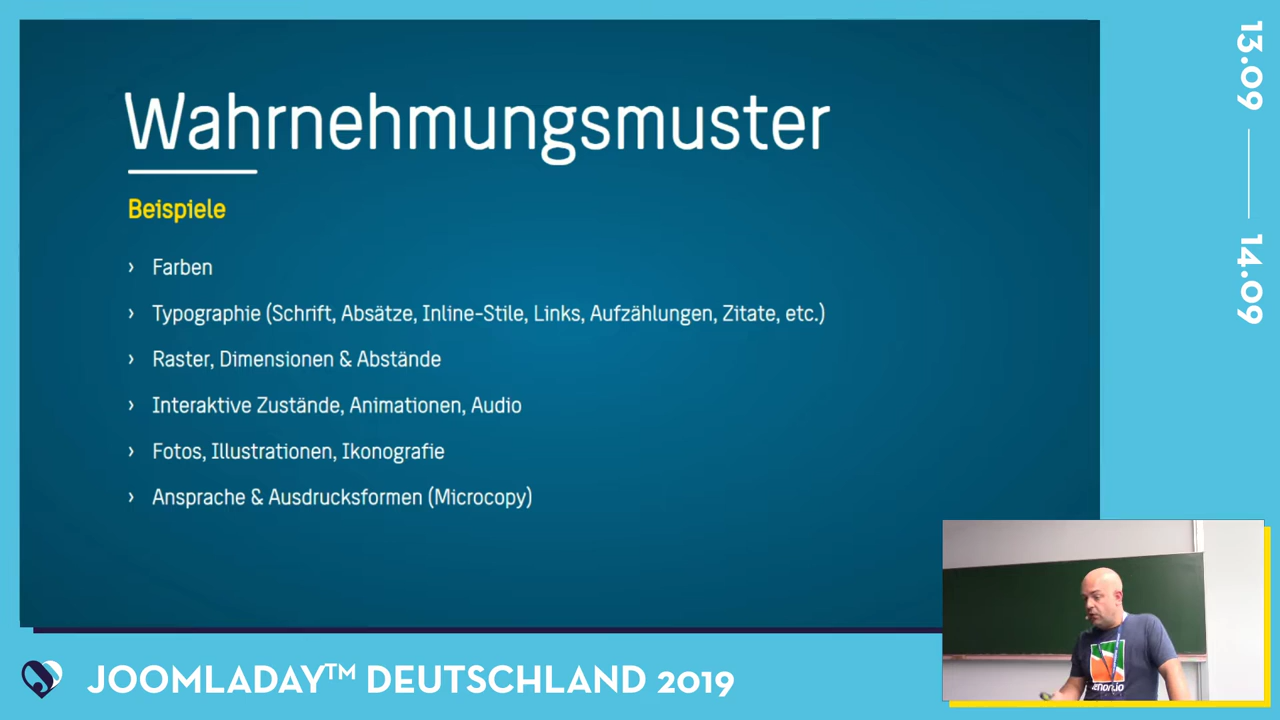 Wahrnehmungsmuster
Beispiele
› Farben
› Typographie (Schrift, Absätze, Inline-Stile, Links, Aufzählungen, Zitate, etc.)
› Raster, Dimensionen & Abstände
› Interaktive Zustände, Animationen, Audio
› Fotos, Illustrationen, Ikonografie
› Ansprache & Ausdrucksformen (Microcopy)
13.09
14.09
JOOMLADAY™ DEUTSCHLAND 2019